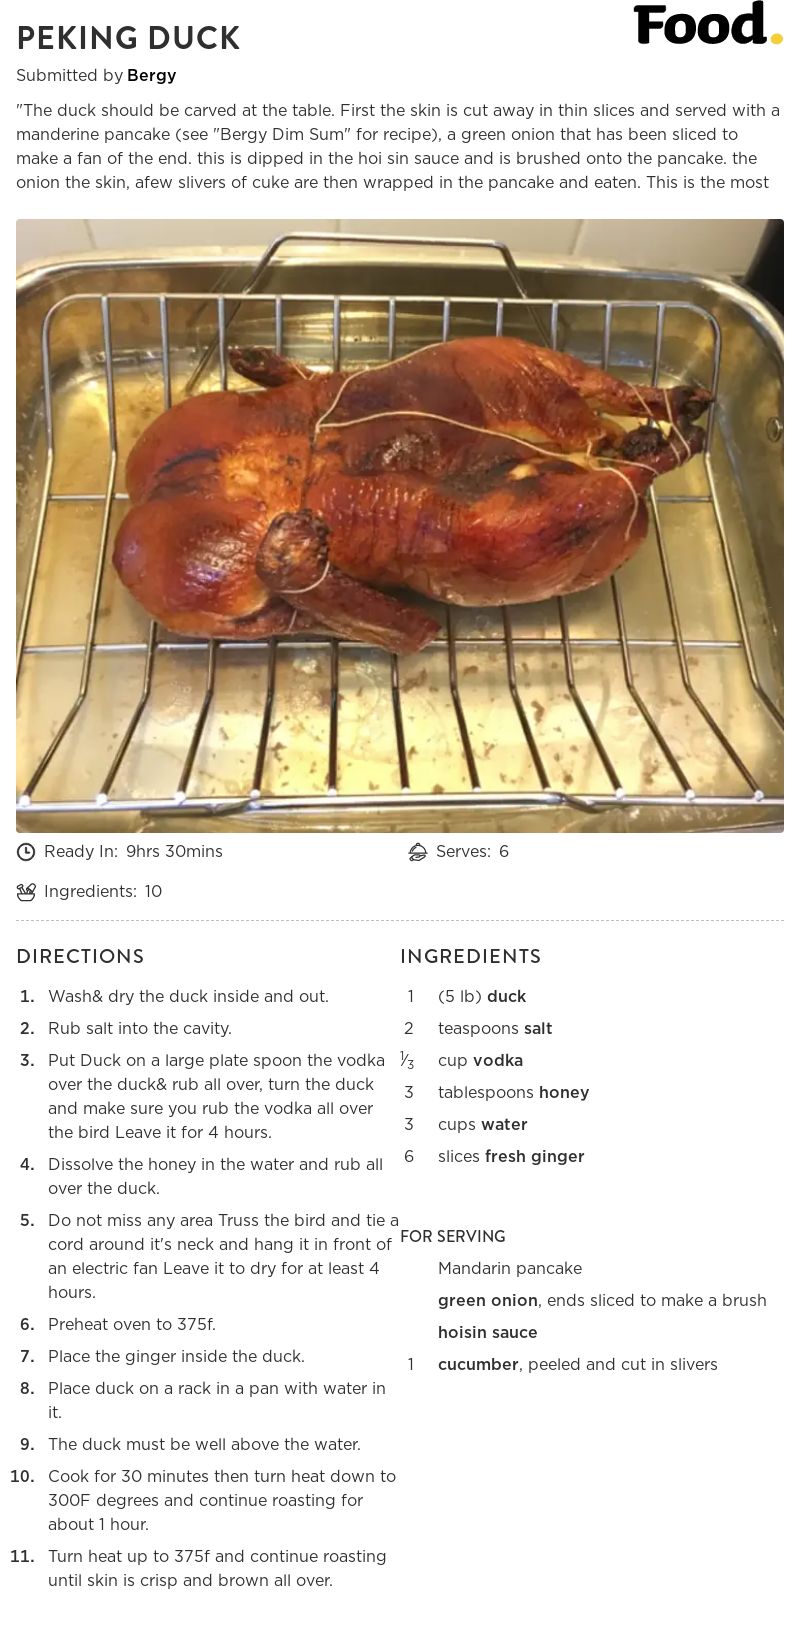 PEKING DUCK
Food.
Submitted by Bergy
"The duck should be carved at the table. First the skin is cut away in thin slices and served with a
manderine pancake (see "Bergy Dim Sum" for recipe), a green onion that has been sliced to
make a fan of the end. this is dipped in the hoi sin sauce and is brushed onto the pancake. the
onion the skin, afew slivers of cuke are then wrapped in the pancake and eaten. This is the most
Ready In: 9hrs 30mins
Serves: 6
Ingredients: 10
DIRECTIONS
1. Wash& dry the duck inside and out.
2. Rub salt into the cavity.
3. Put Duck on a large plate spoon the vodka
over the duck& rub all over, turn the duck
and make sure you rub the vodka all over
the bird Leave it for 4 hours.
4. Dissolve the honey in the water and rub all
over the duck.
5. Do not miss any area Truss the bird and tie a
cord around it's neck and hang it in front of
an electric fan Leave it to dry for at least 4
hours.
6. Preheat oven to 375f.
7. Place the ginger inside the duck.
8. Place duck on a rack in a pan with water in
it.
9. The duck must be well above the water.
10. Cook for 30 minutes then turn heat down to
300F degrees and continue roasting for
about 1 hour.
11. Turn heat up to 375f and continue roasting
until skin is crisp and brown all over.
INGREDIENTS
1 (5 lb) duck
2 teaspoons salt
1⁄3 cup vodka
3 tablespoons honey
3 cups water
6 slices fresh ginger
FOR SERVING
Mandarin pancake
green onion, ends sliced to make a brush
hoisin sauce
1 cucumber, peeled and cut in slivers